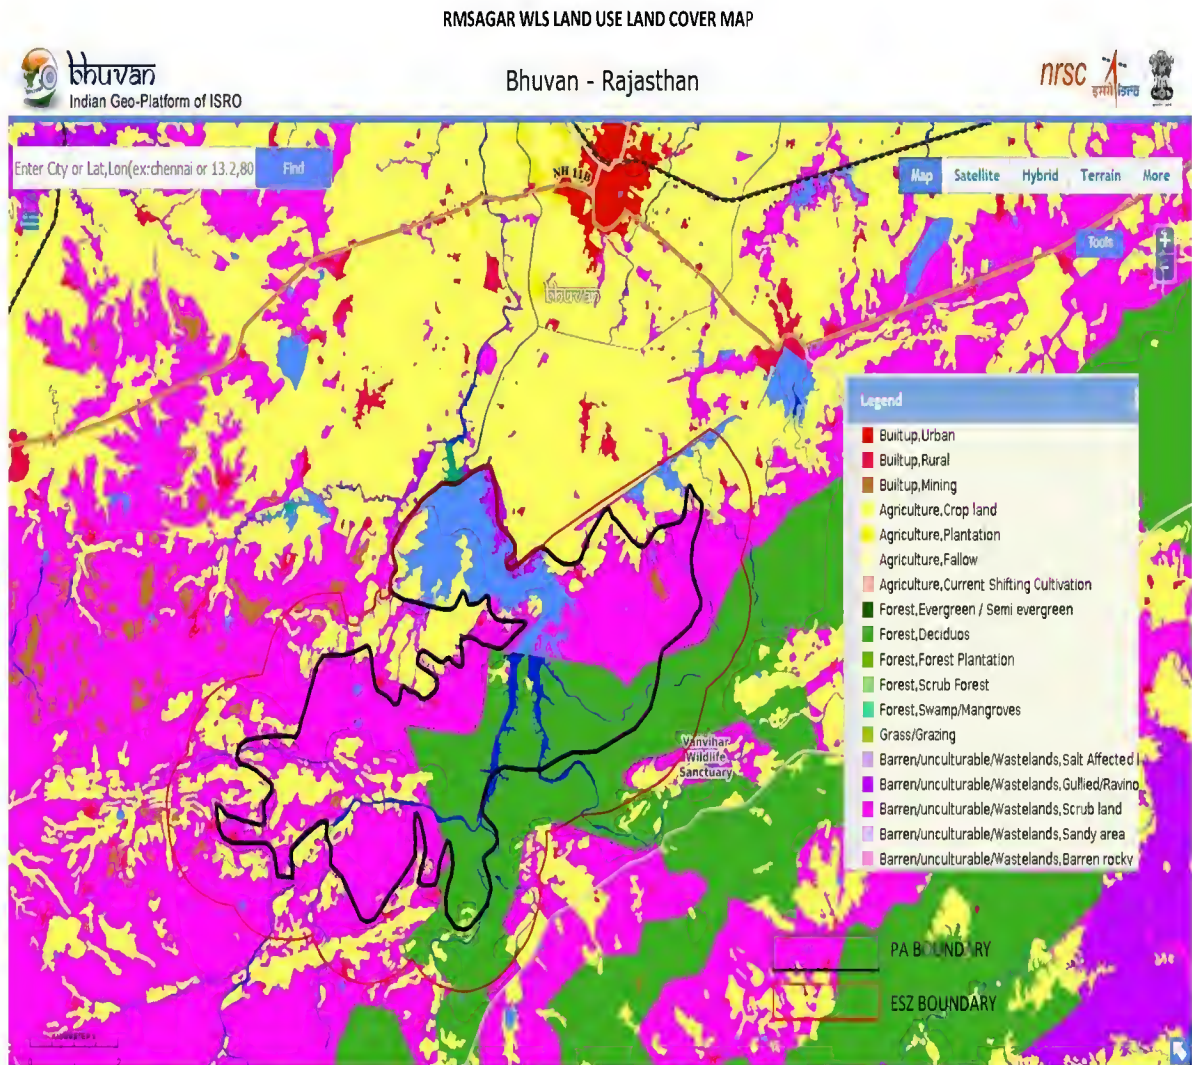 RMSAGAR WLS LAND USE LAND COVER MAP
bhuvan
Indian Geo-Platform of ISRO
Bhuvan - Rajasthan
nrsc
इसरो isro
Enter City or Lat,Lon(ex:chennai or 13.2,80
Find
NH 11B
Map Satellite Hybrid Terrain More
Tools
+
-
bhuvan
Legend
Builtup,Urban
Builtup,Rural
Builtup,Mining
Agriculture,Crop land
Agriculture,Plantation
Agriculture,Fallow
Agriculture,Current Shifting Cultivation
Forest,Evergreen / Semi evergreen
Forest,Deciduos
Forest,Forest Plantation
Forest,Scrub Forest
Forest,Swamp/Mangroves
Grass/Grazing
Barren/unculturable/Wastelands,Salt Affected l
Barren/unculturable/Wastelands,Gullied/Ravino
Barren/unculturable/Wastelands,Scrub land
Barren/unculturable/Wastelands,Sandy area
Barren/unculturable/Wastelands,Barren rocky
Vanvihar
Wildlife
Sanctuary
PA BOUNDARY
ESZ BOUNDARY